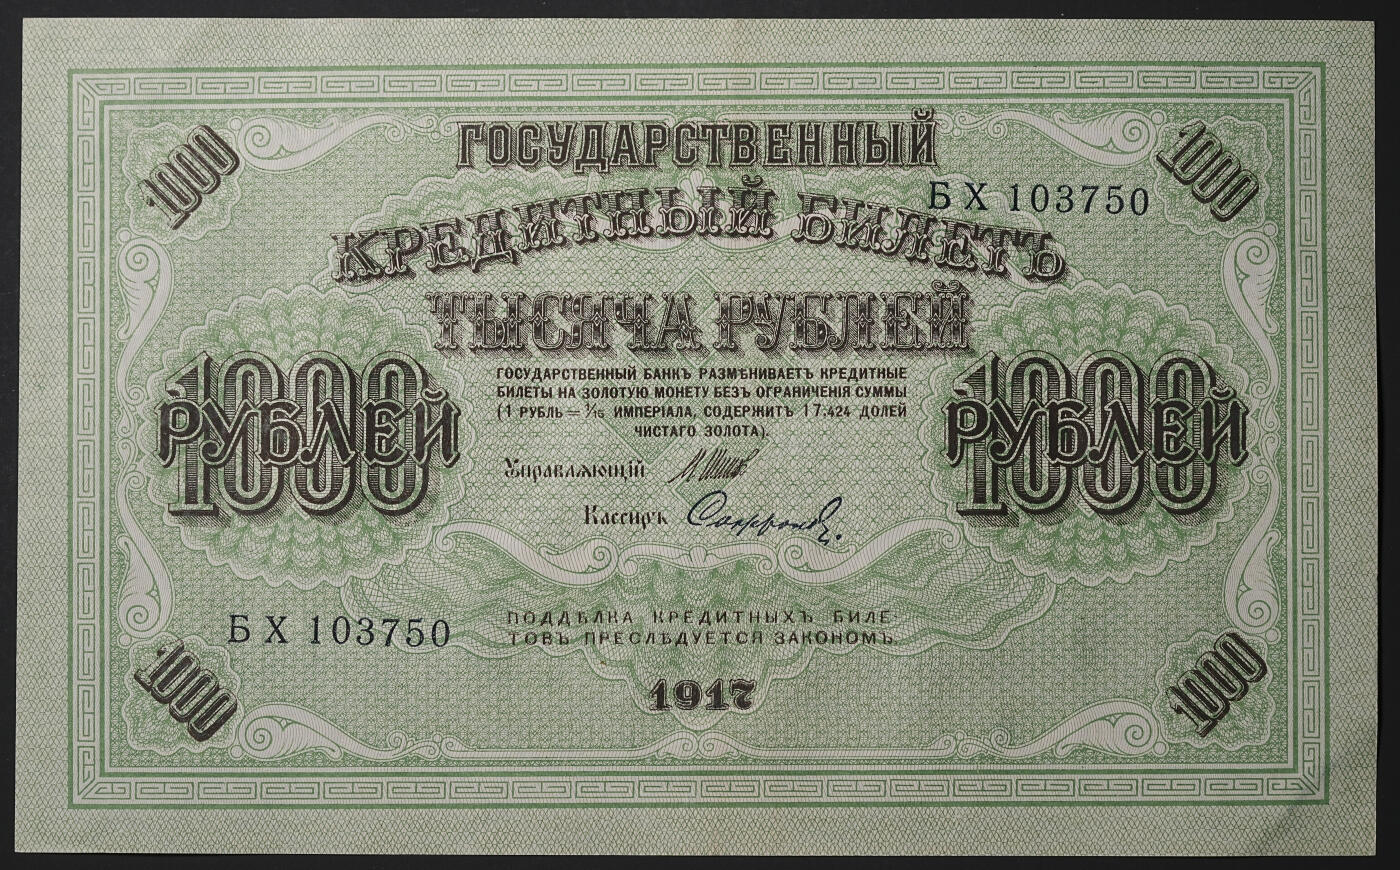 1000
1000
ГОСУДАРСТВЕННЫЙ
БХ 103750
КРЕДИТНЫЙ БИЛЕТЪ
ТЫСЯЧА РУБЛЕЙ
1000 РУБЛЕЙ
1000 РУБЛЕЙ
ГОСУДАРСТВЕННЫЙ БАНКЪ РАЗМѢНИВАЕТЪ КРЕДИТНЫЕ
БИЛЕТЫ НА ЗОЛОТУЮ МОНЕТУ БЕЗЪ ОГРАНИЧЕНІЯ СУММЫ
(1 РУБЛЬ = 1/15 ИМПЕРІАЛА, СОДЕРЖИТЪ 17,424 ДОЛЕЙ
ЧИСТАГО ЗОЛОТА).
Управляющій
Кассиръ
БХ 103750
ПОДДѢЛКА КРЕДИТНЫХЪ БИЛЕ-
ТОВЪ ПРЕСЛѢДУЕТСЯ ЗАКОНОМЪ.
1917
1000
1000